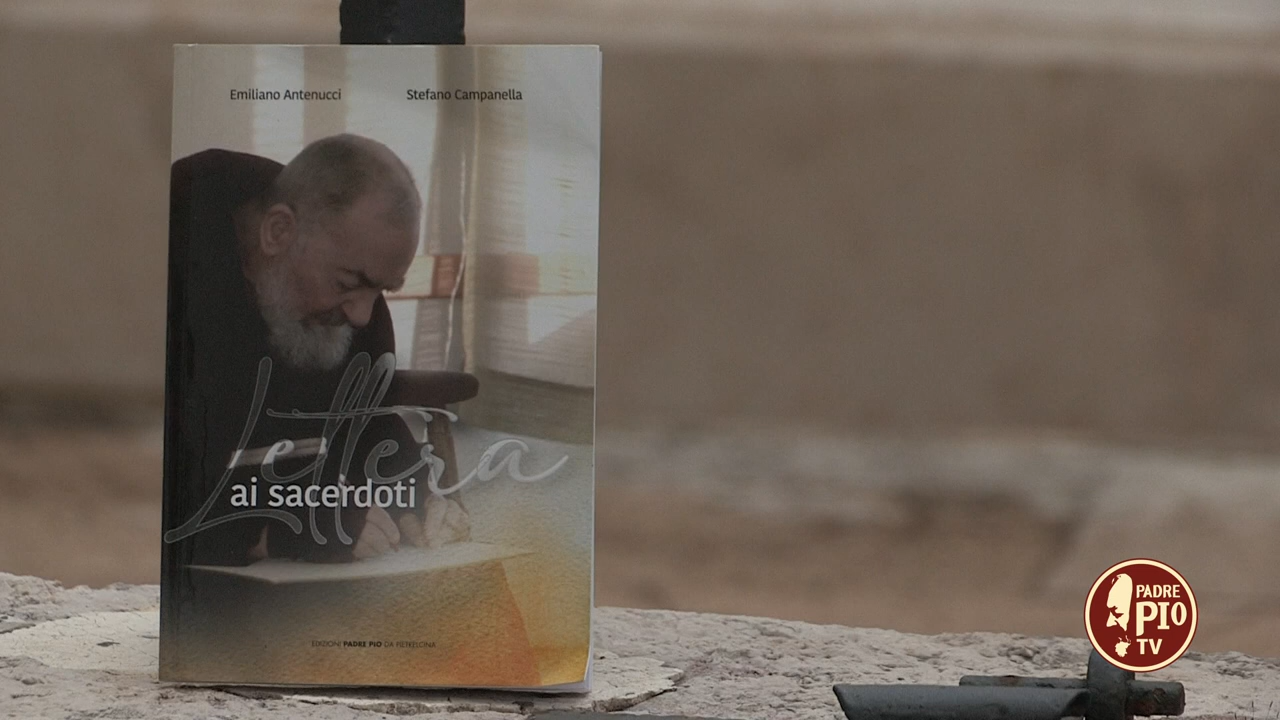 Emiliano Antenucci
Stefano Campanella
Lettera
ai sacerdoti
EDIZIONI PADRE PIO DA PIETRELCINA
PADRE
PIO
TV